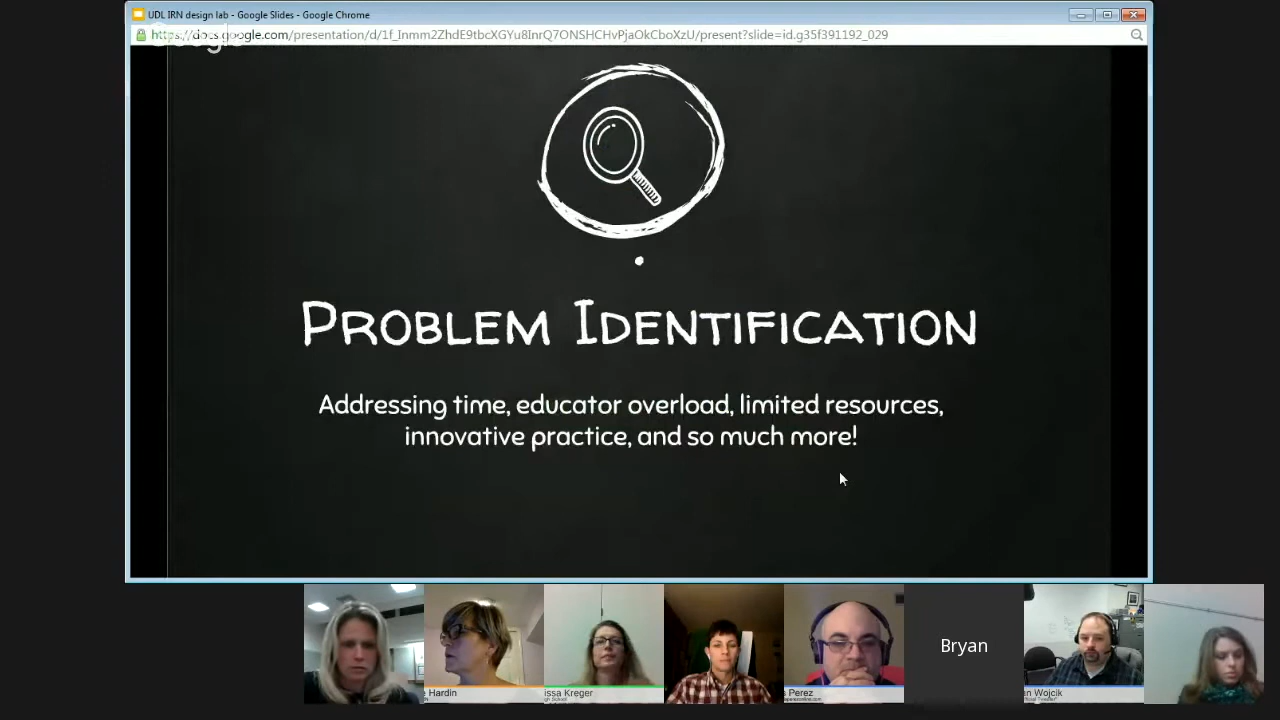 UDL IRN design lab - Google Slides - Google Chrome
Google
Problem Identification
Addressing time, educator overload, limited resources,
innovative practice, and so much more!
Hardin
issa Kreger
Perez
Bryan
n Wojcik